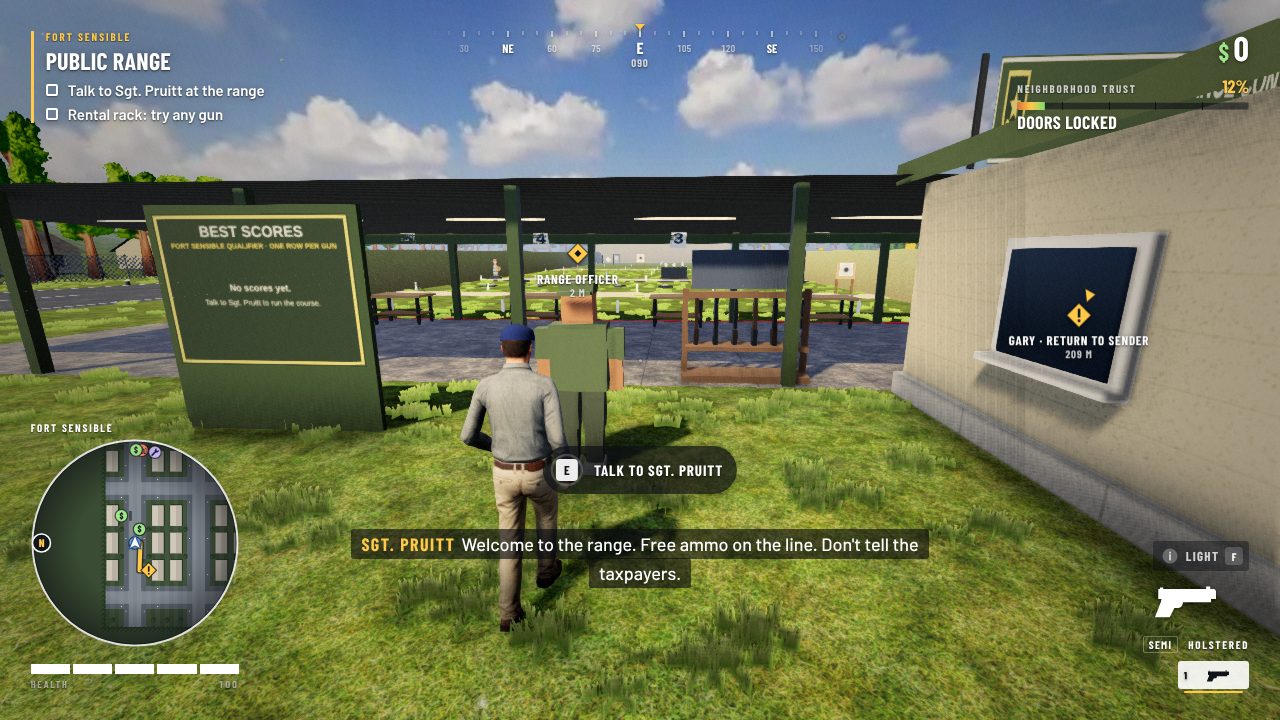 FORT SENSIBLE
PUBLIC RANGE
Talk to Sgt. Pruitt at the range
Rental rack: try any gun
30 NE 60 75 E 105 120 SE 150
090
$0
NEIGHBORHOOD TRUST 12%
DOORS LOCKED
BEST SCORES
FORT SENSIBLE QUALIFIER · ONE ROW PER GUN
No scores yet.
Talk to Sgt. Pruitt to run the course.
4
3
RANGE OFFICER
2 M
GARY · RETURN TO SENDER
209 M
E TALK TO SGT. PRUITT
SGT. PRUITT Welcome to the range. Free ammo on the line. Don't tell the
taxpayers.
FORT SENSIBLE
N
HEALTH 100
LIGHT F
SEMI HOLSTERED
1